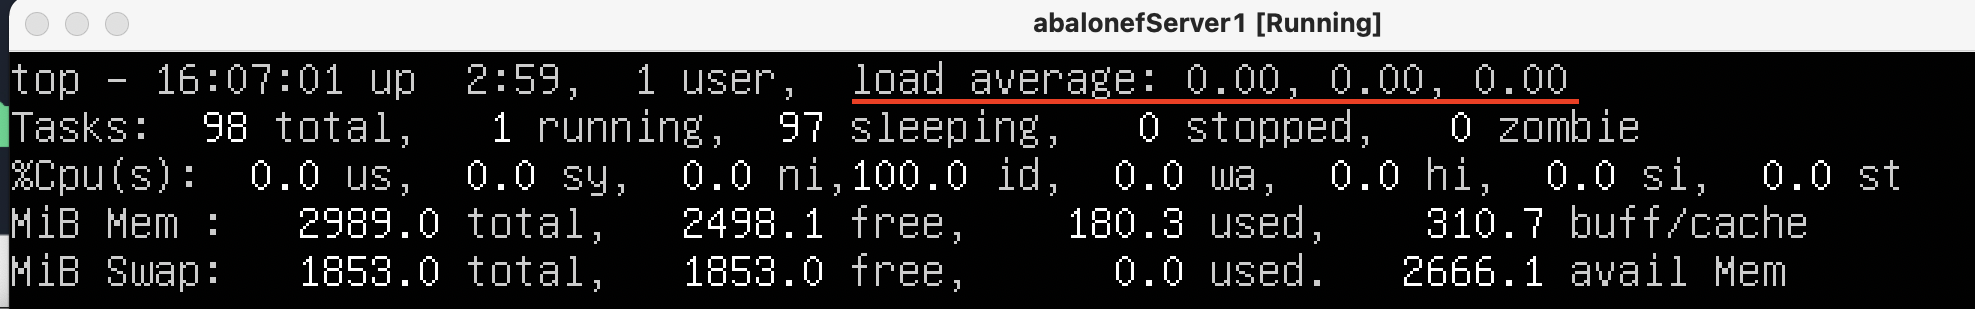 abalonefServer1 [Running]
top - 16:07:01 up  2:59,  1 user,  load average: 0.00, 0.00, 0.00
Tasks:  98 total,   1 running,  97 sleeping,   0 stopped,   0 zombie
%Cpu(s):  0.0 us,  0.0 sy,  0.0 ni,100.0 id,  0.0 wa,  0.0 hi,  0.0 si,  0.0 st
MiB Mem :   2989.0 total,   2498.1 free,    180.3 used,    310.7 buff/cache
MiB Swap:   1853.0 total,   1853.0 free,      0.0 used.   2666.1 avail Mem